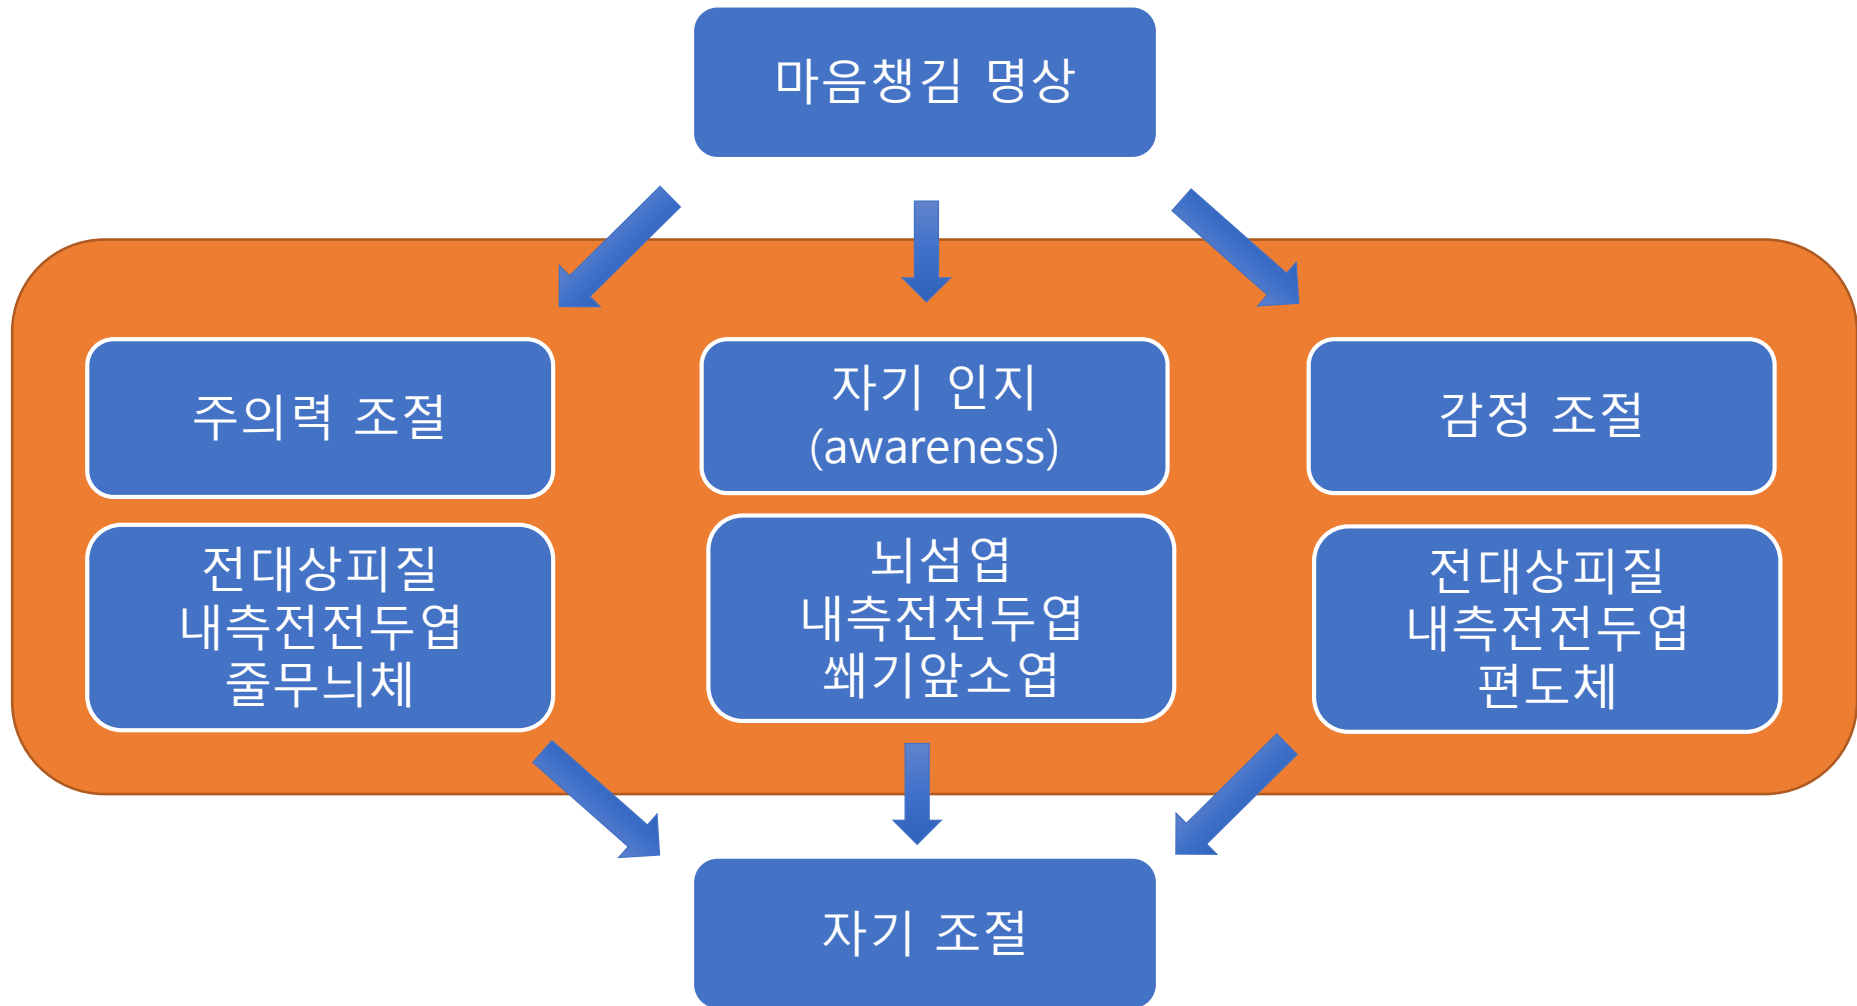 마음챙김 명상
주의력 조절
자기 인지
(awareness)
감정 조절
전대상피질
내측전전두엽
줄무늬체
뇌섬엽
내측전전두엽
쐐기앞소엽
전대상피질
내측전전두엽
편도체
자기 조절